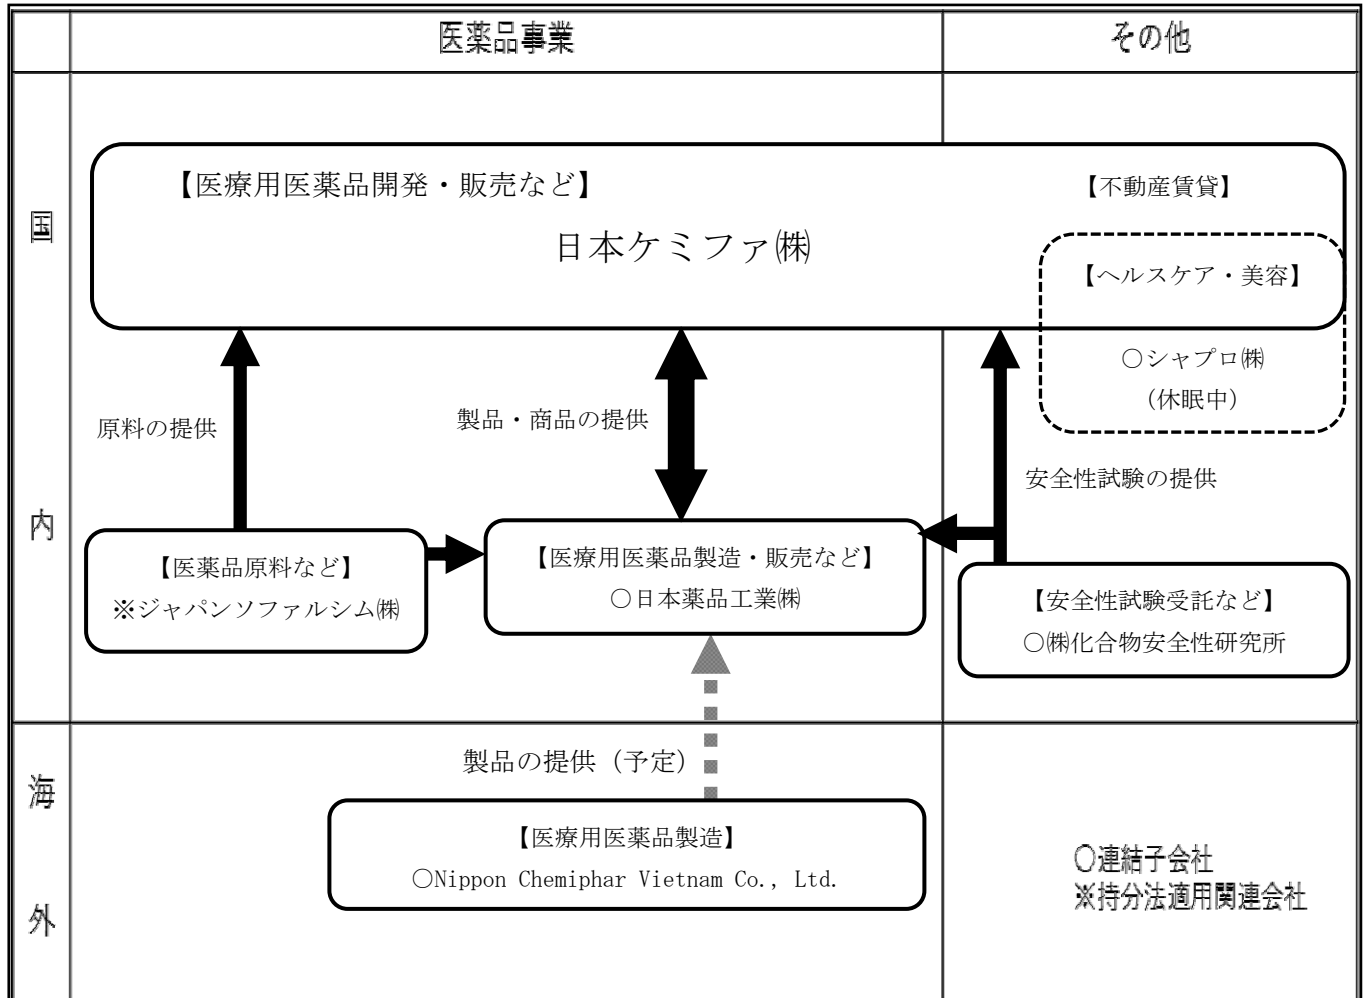 医薬品事業
その他
国
内
【医療用医薬品開発・販売など】
【不動産賃貸】
日本ケミファ㈱
【ヘルスケア・美容】
○シャプロ㈱
(休眠中)
原料の提供
製品・商品の提供
安全性試験の提供
【医薬品原料など】
※ジャパンソファルシム㈱
【医療用医薬品製造・販売など】
○日本薬品工業㈱
【安全性試験受託など】
○㈱化合物安全性研究所
海
外
製品の提供（予定）
【医療用医薬品製造】
○Nippon Chemiphar Vietnam Co., Ltd.
○連結子会社
※持分法適用関連会社